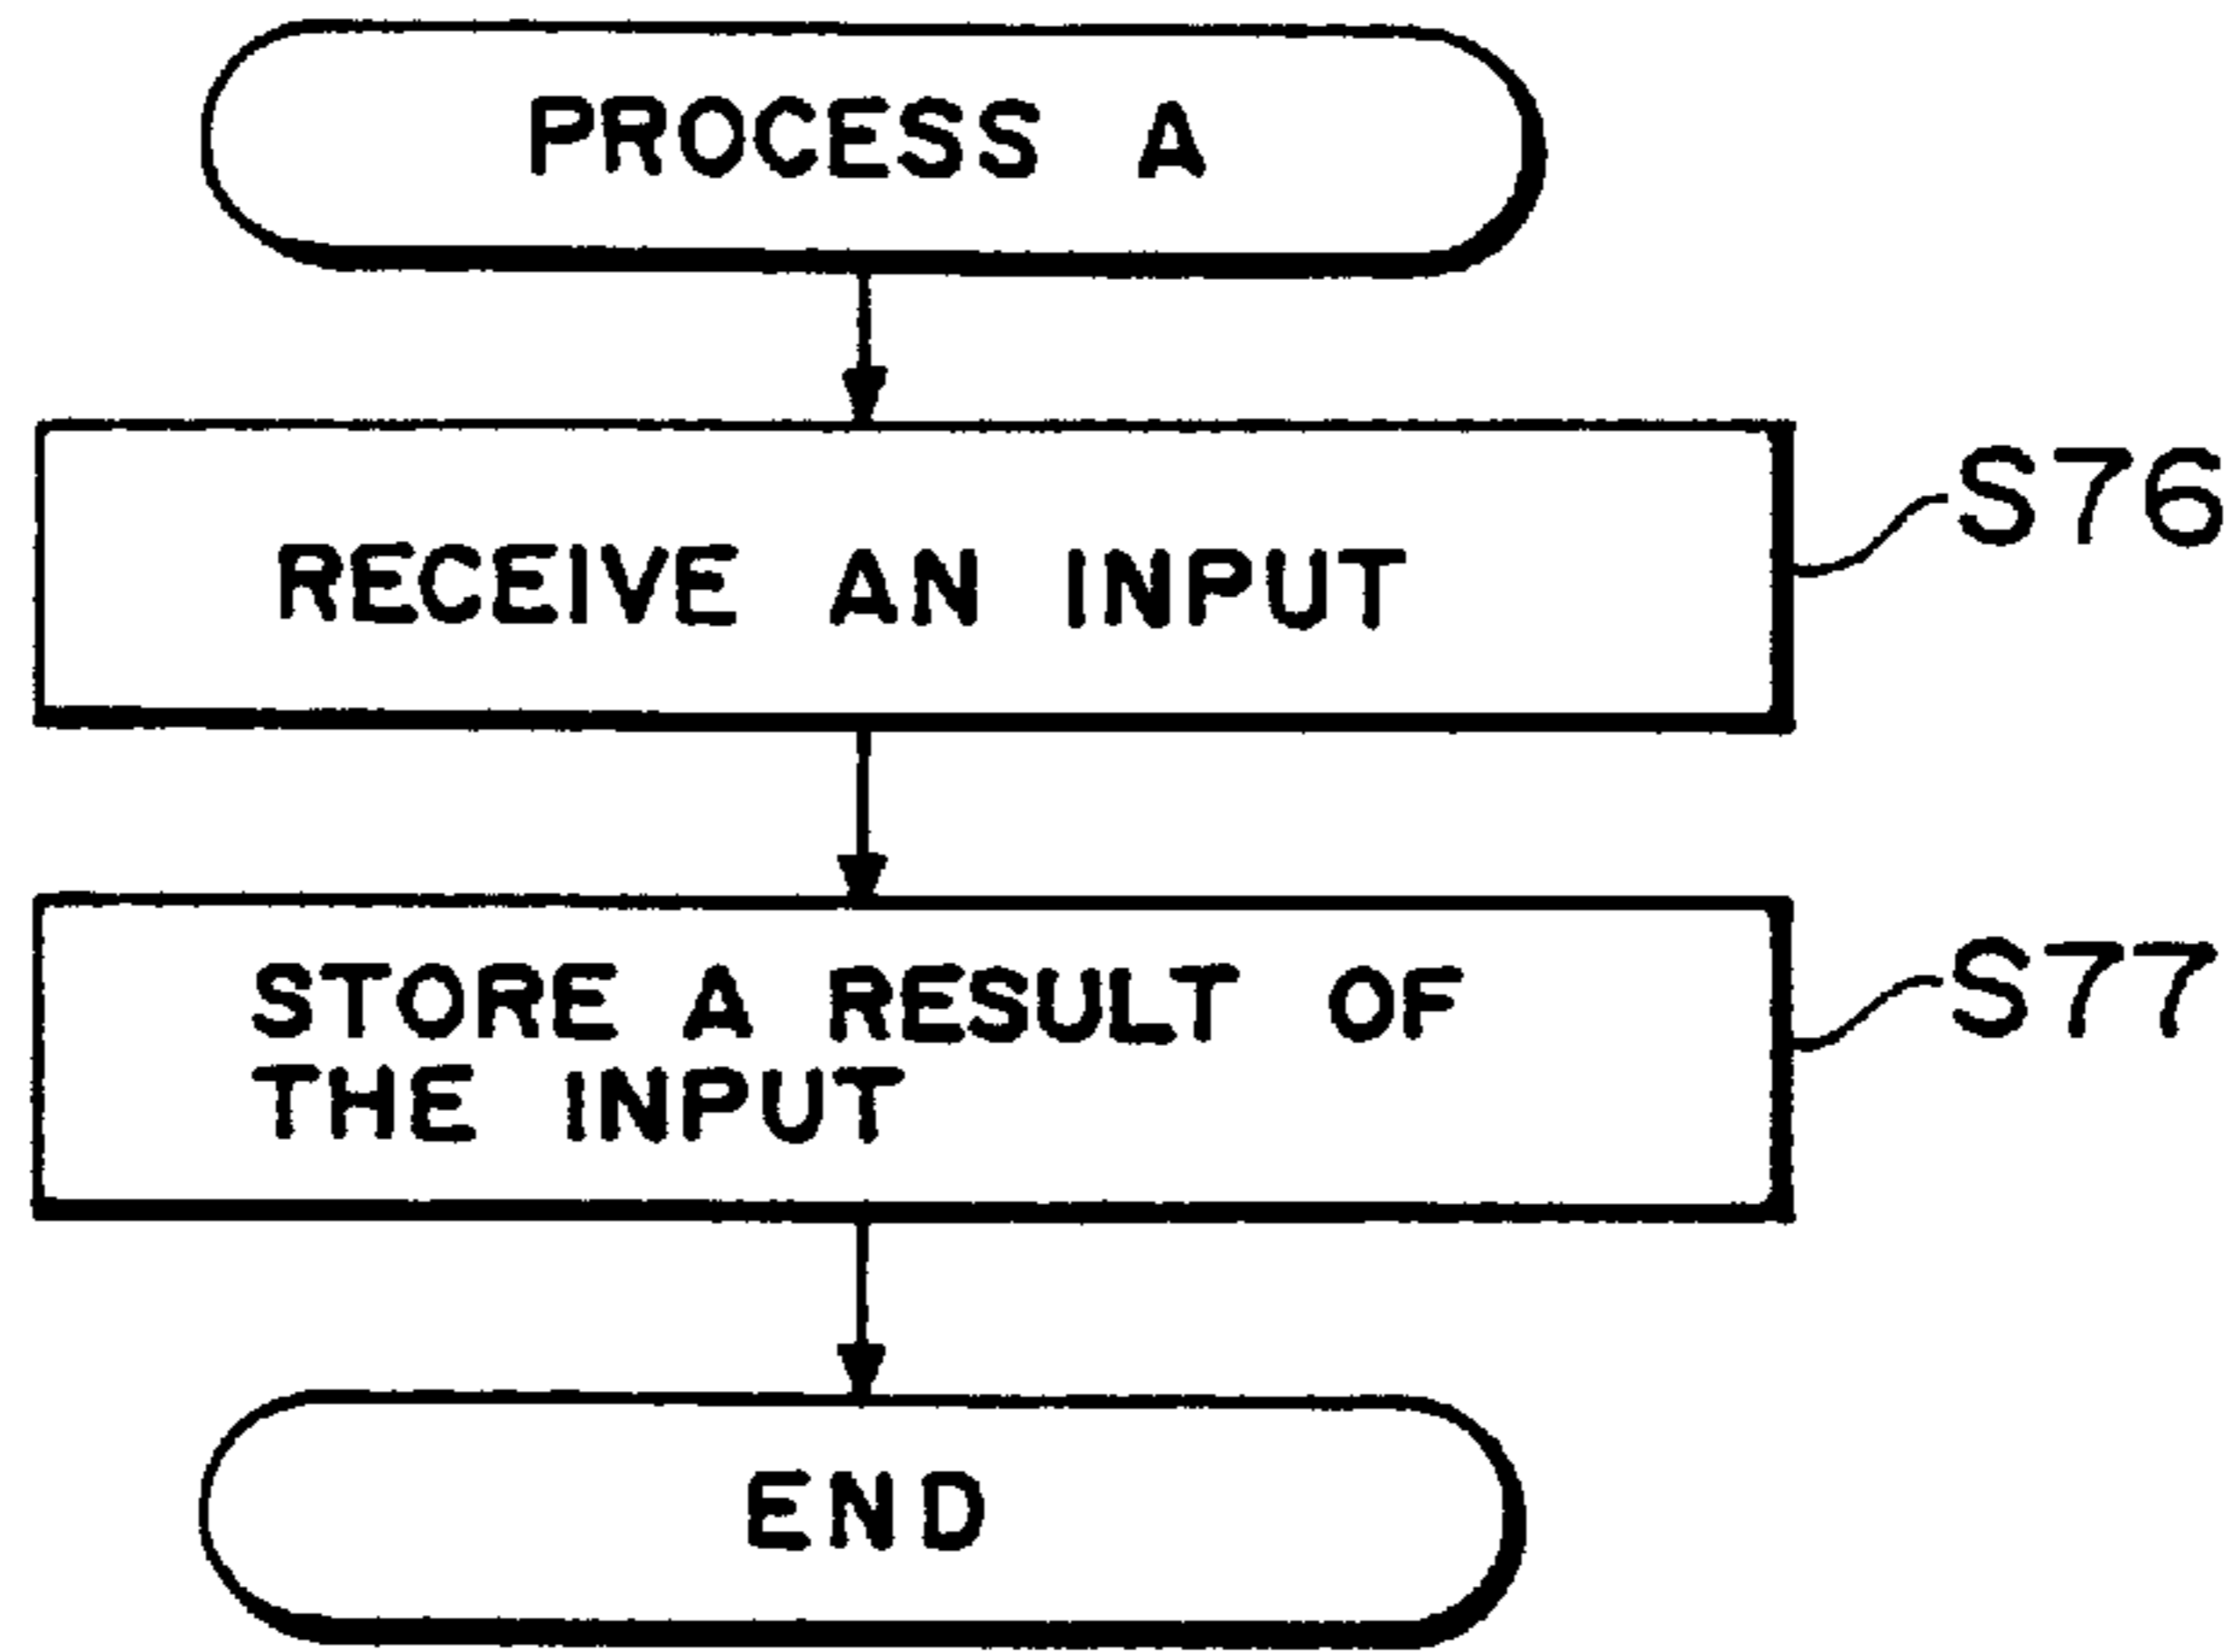 PROCESS A
RECEIVE AN INPUT
S76
STORE A RESULT OF
THE INPUT
S77
END